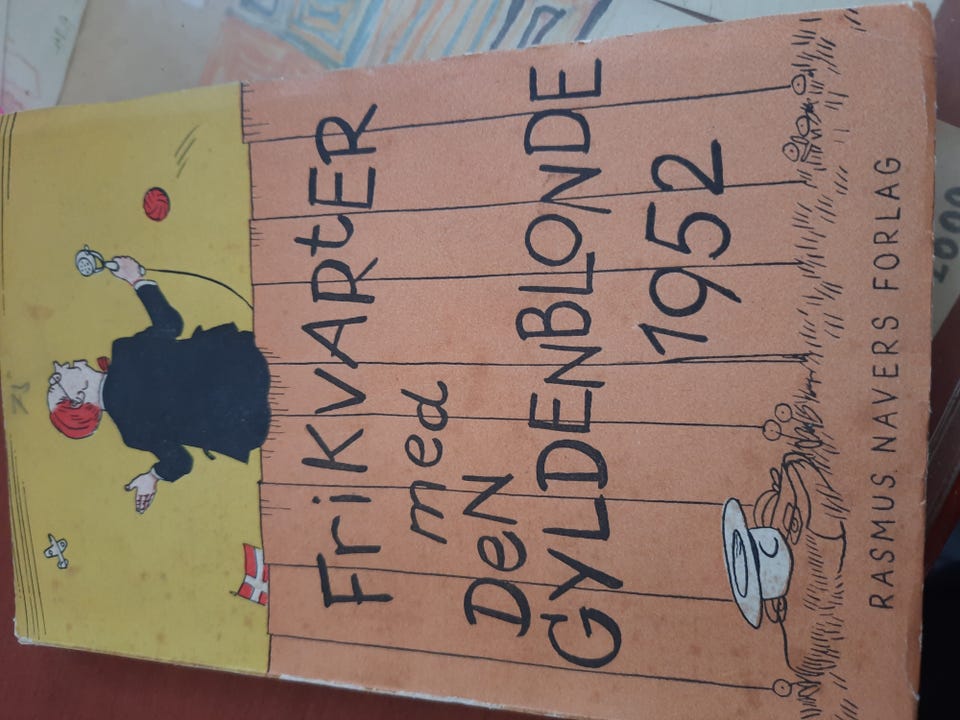 FriKVARtER
med
DeN
GYLDENBLONDE
1952
RASMUS NAVERS FORLAG